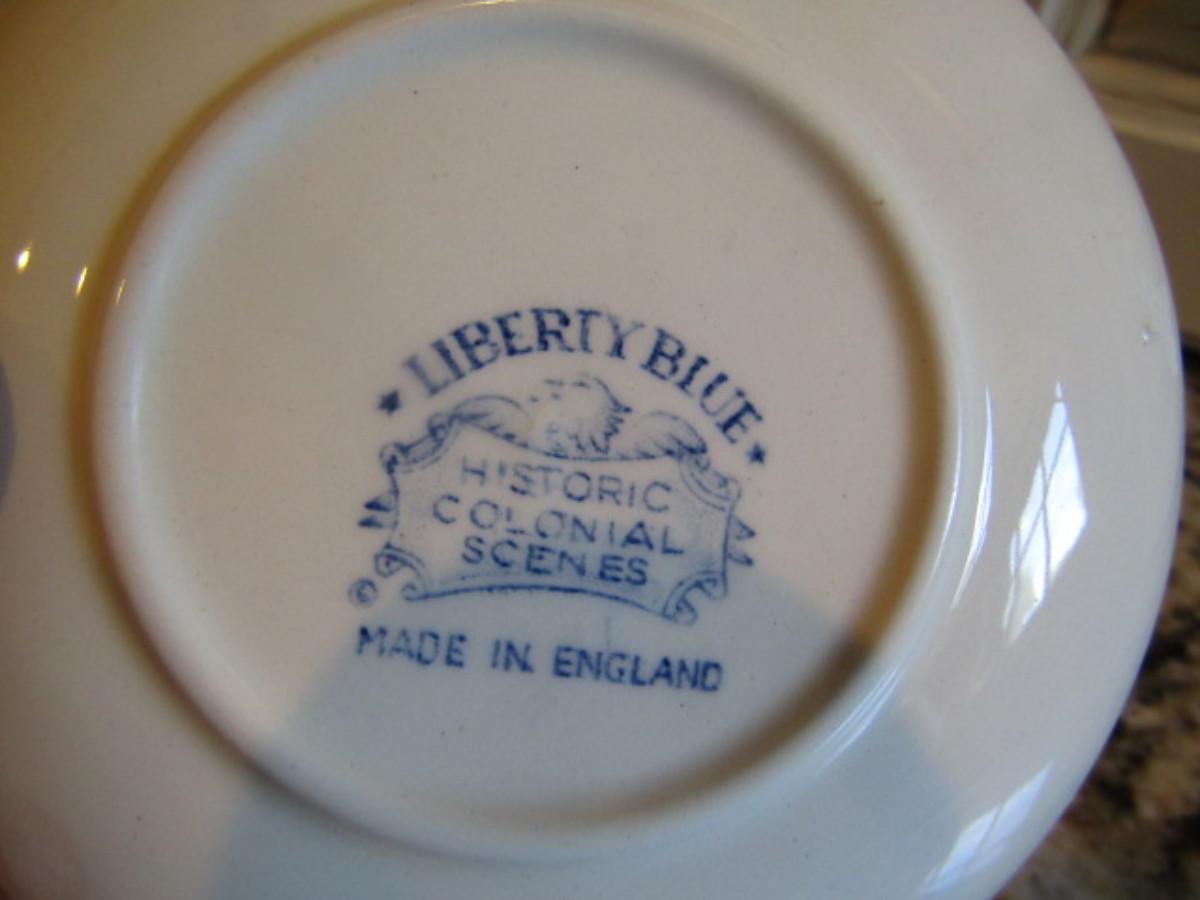 ★ LIBERTY BLUE ★
HISTORIC
COLONIAL
SCENES
©
MADE IN ENGLAND